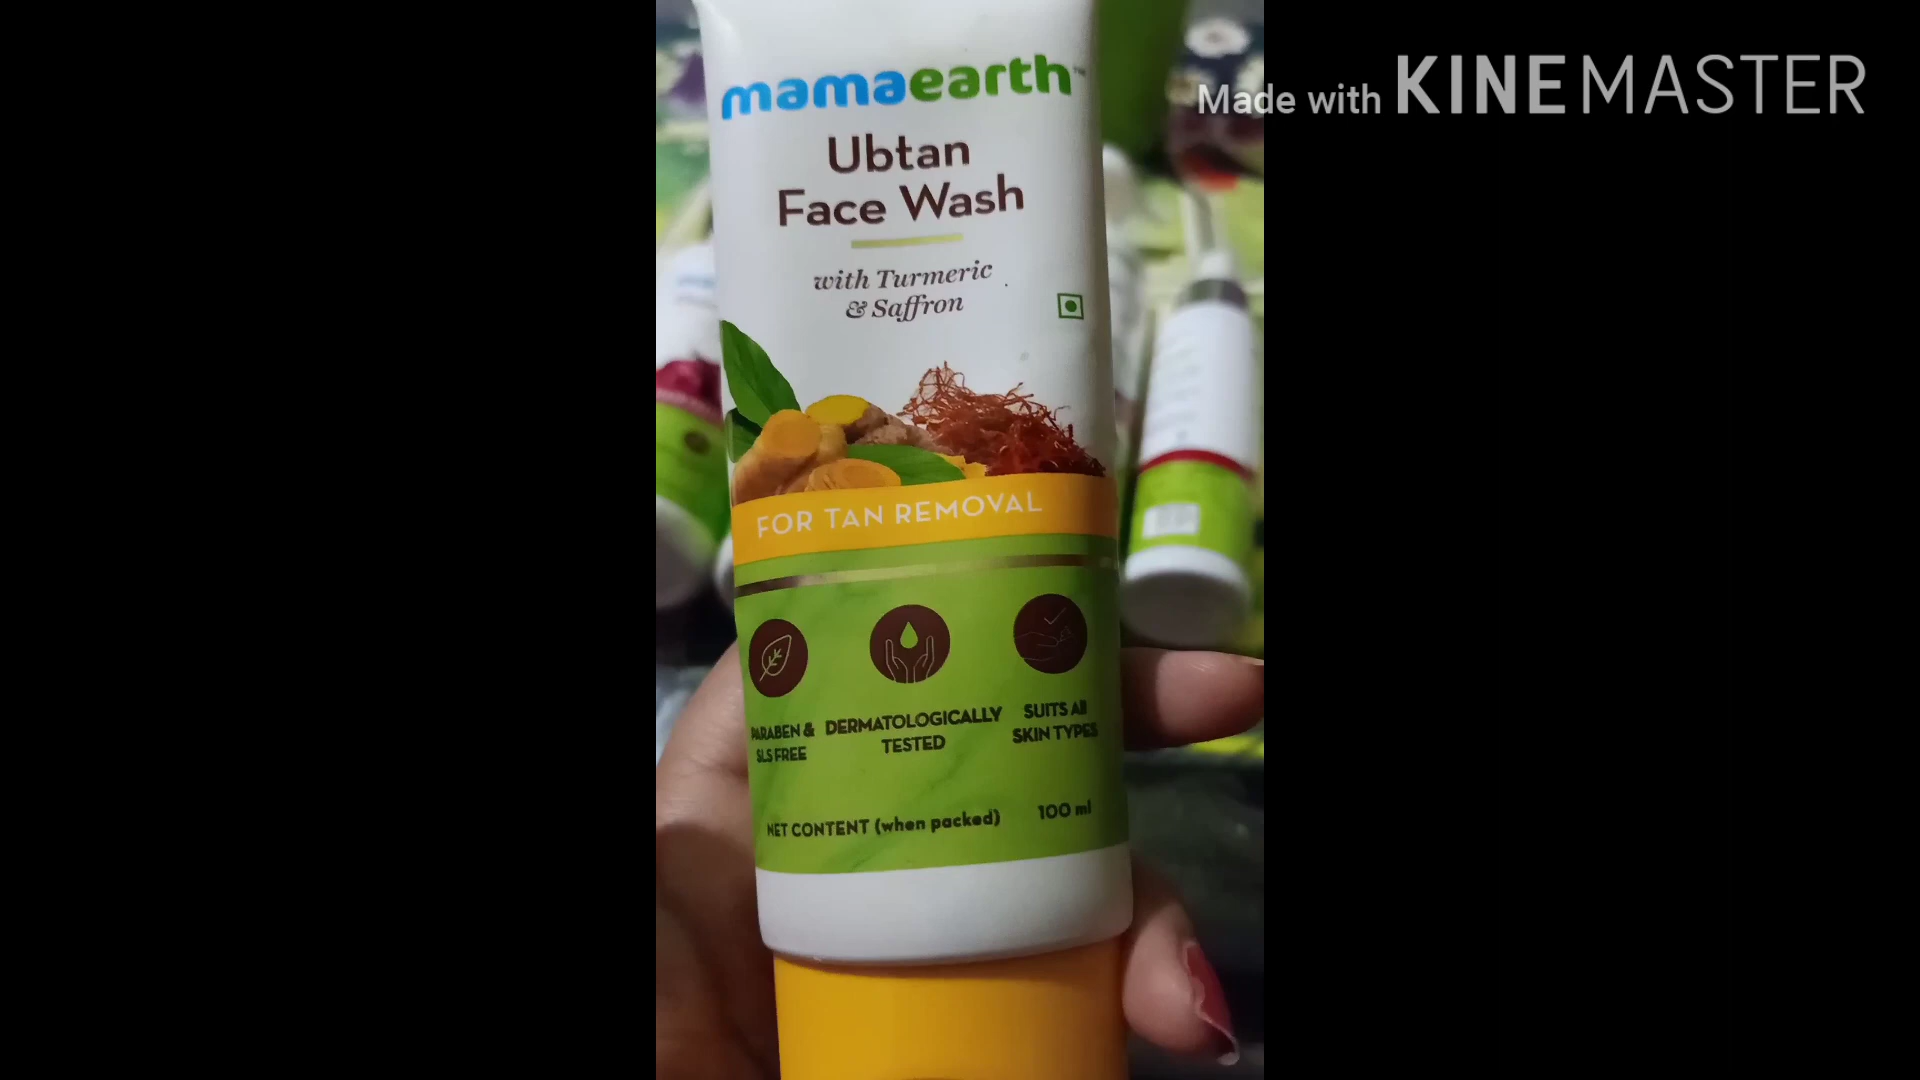 mamaearth™
Made with KINEMASTER
Ubtan
Face Wash
with Turmeric
& Saffron
FOR TAN REMOVAL
PARABEN &
SLS FREE
DERMATOLOGICALLY
TESTED
SUITS All
SKIN TYPES
NET CONTENT (when packed) 100 ml